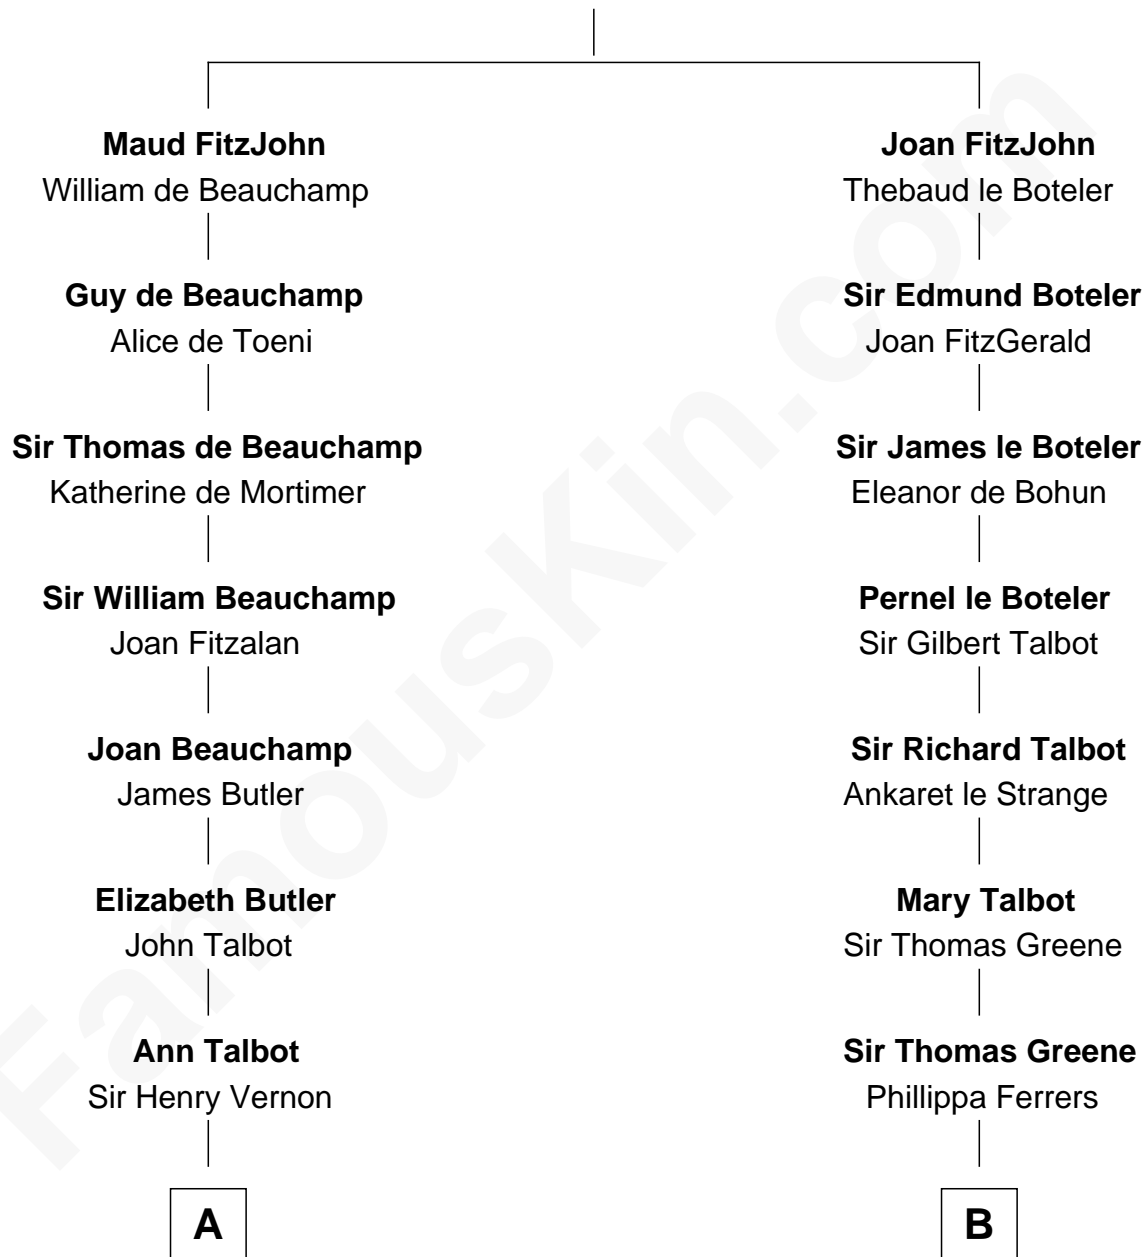 Maud FitzJohn
William de Beauchamp
Guy de Beauchamp
Alice de Toeni
Sir Thomas de Beauchamp
Katherine de Mortimer
Sir William Beauchamp
Joan Fitzalan
Joan Beauchamp
James Butler
Elizabeth Butler
John Talbot
Ann Talbot
Sir Henry Vernon
A
Joan FitzJohn
Thebaud le Boteler
Sir Edmund Boteler
Joan FitzGerald
Sir James le Boteler
Eleanor de Bohun
Pernel le Boteler
Sir Gilbert Talbot
Sir Richard Talbot
Ankaret le Strange
Mary Talbot
Sir Thomas Greene
Sir Thomas Greene
Phillippa Ferrers
B
FamousKin.com